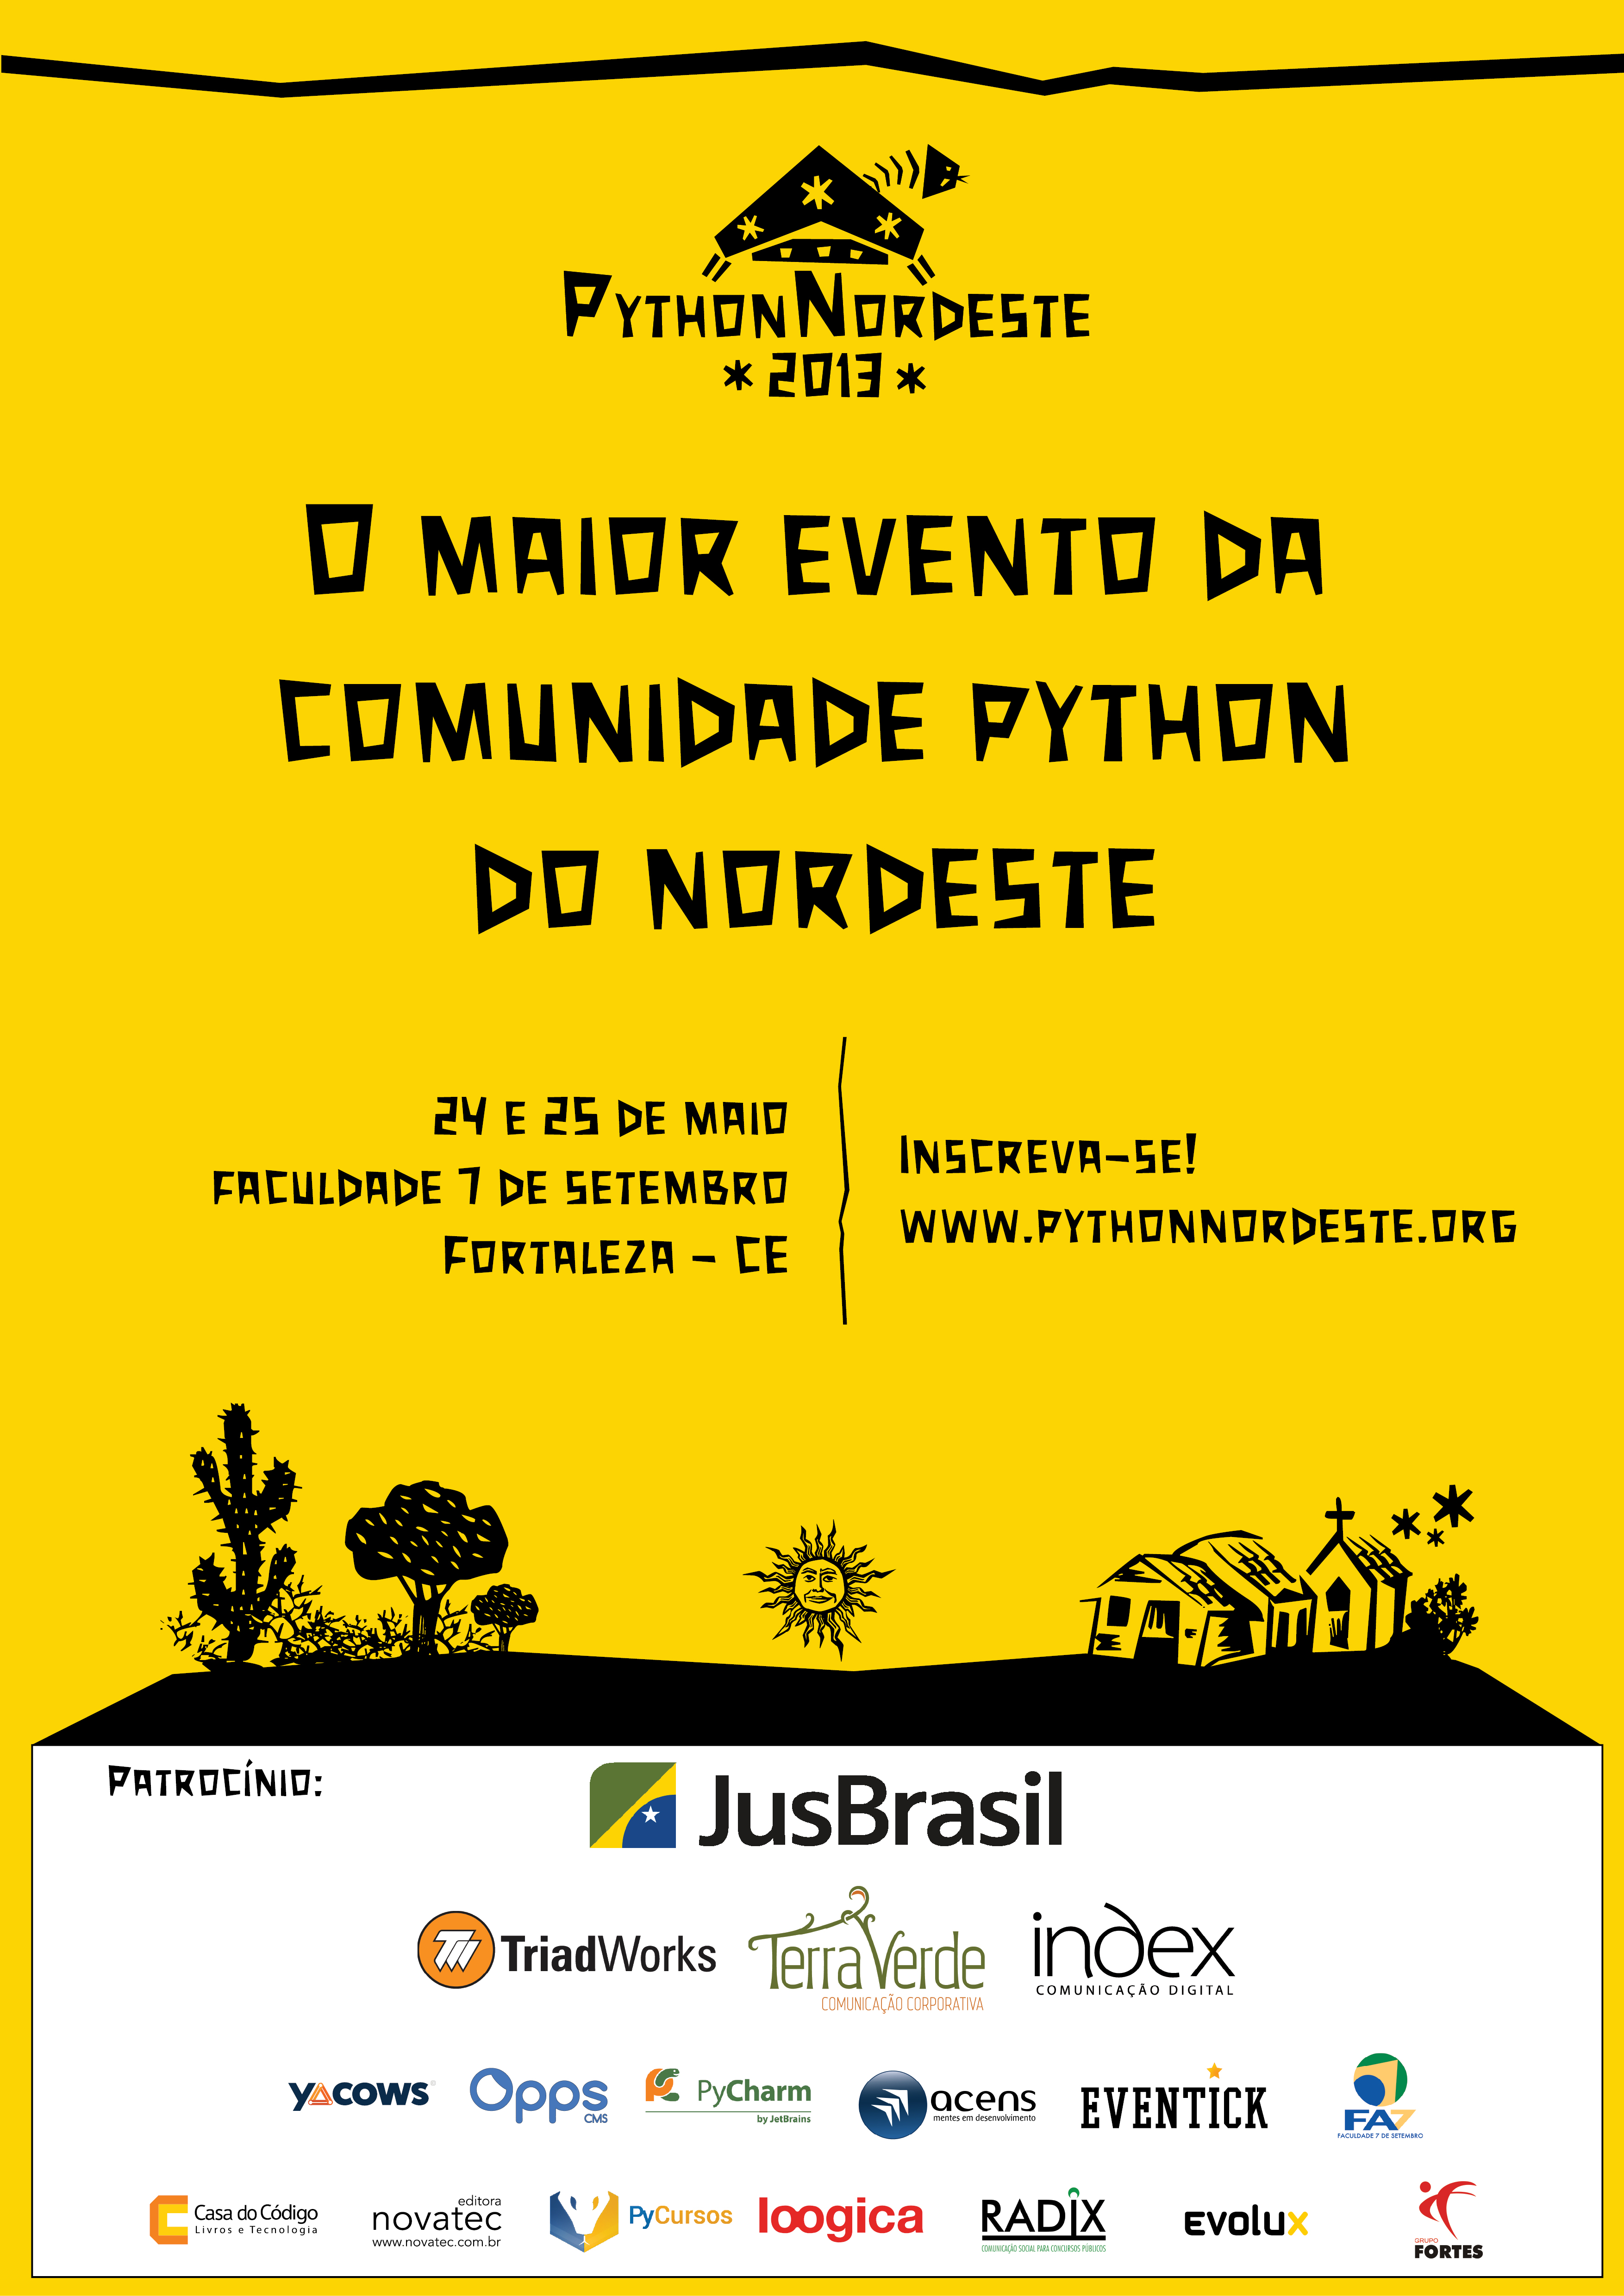 PythonNordeste
* 2013 *
O maior evento da
comunidade Python
do Nordeste
24 e 25 de maio
Faculdade 7 de Setembro
Fortaleza - CE
Inscreva-se!
www.pythonnordeste.org
Patrocínio:
JusBrasil
TriadWorks
TerraVerde
COMUNICAÇÃO CORPORATIVA
index
COMUNICAÇÃO DIGITAL
YACOWS
Opps
CMS
PyCharm
by JetBrains
acens
mentes em desenvolvimento
EVENTICK
FA7
FACULDADE 7 DE SETEMBRO
Casa do Código
Livros e Tecnologia
editora
novatec
www.novatec.com.br
PyCursos
loogica
RADIX
COMUNICAÇÃO SOCIAL PARA CONCURSOS PÚBLICOS
evolux
GRUPO
FORTES